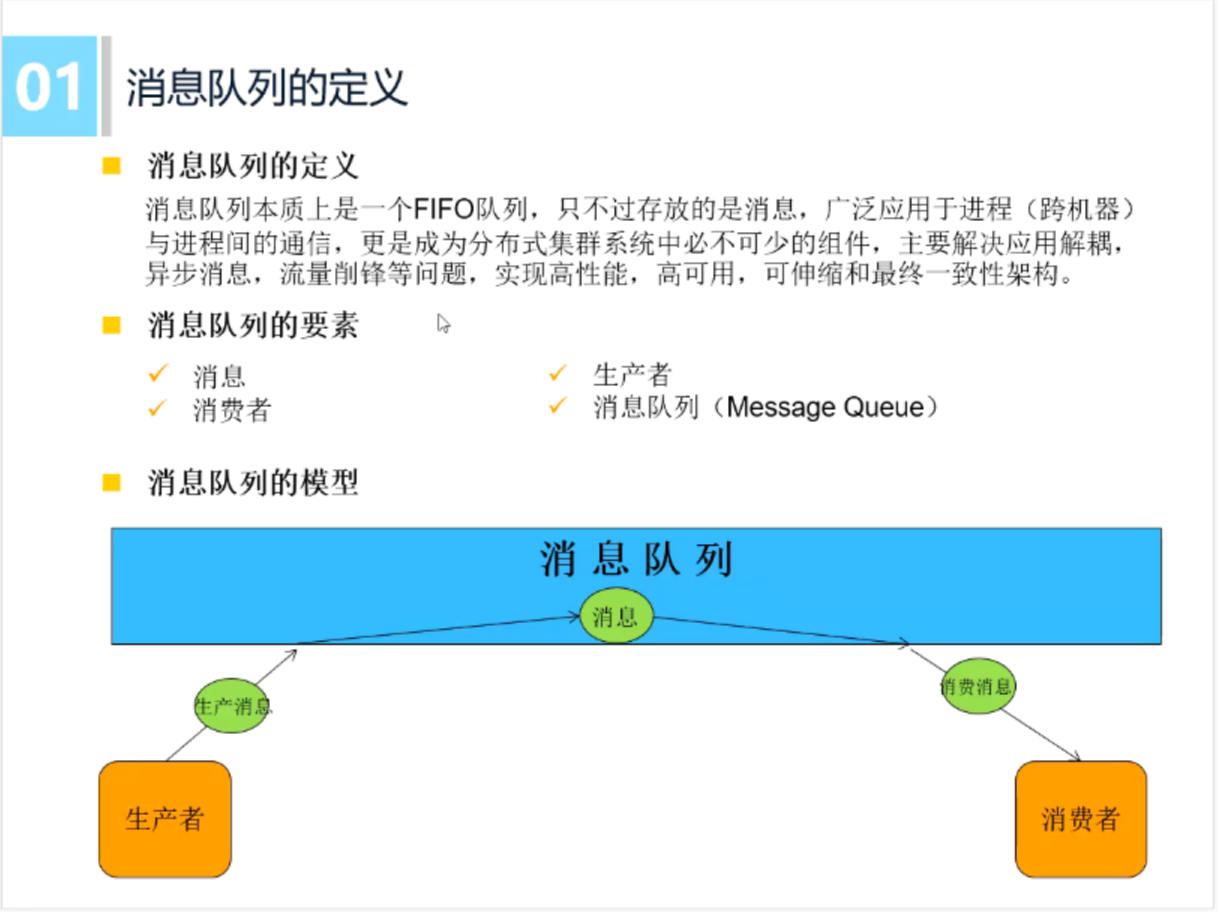 01
消息队列的定义
消息队列的定义
消息队列本质上是一个FIFO队列，只不过存放的是消息，广泛应用于进程（跨机器）
与进程间的通信，更是成为分布式集群系统中必不可少的组件，主要解决应用解耦，
异步消息，流量削锋等问题，实现高性能，高可用，可伸缩和最终一致性架构。
消息队列的要素
消息
生产者
消费者
消息队列（Message Queue）
消息队列的模型
消息队列
消息
生产消息
消费消息
生产者
消费者